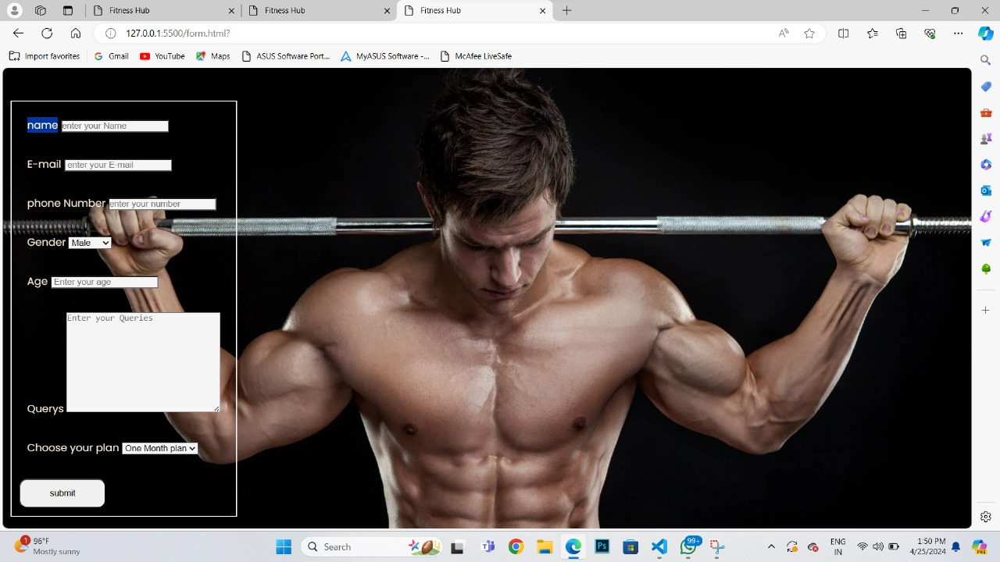 Fitness Hub
Fitness Hub
Fitness Hub
127.0.0.1:5500/form.html?
Import favorites
Gmail
YouTube
Maps
ASUS Software Port...
MyASUS Software -...
McAfee LiveSafe
name enter your Name
E-mail enter your E-mail
phone Number enter your number
Gender Male
Age Enter your age
Enter your Queries
Querys
Choose your plan One Month plan
submit
1
96°F
Mostly sunny
Search
Ps
99+
ENG
IN
1:50 PM
4/25/2024
PRE